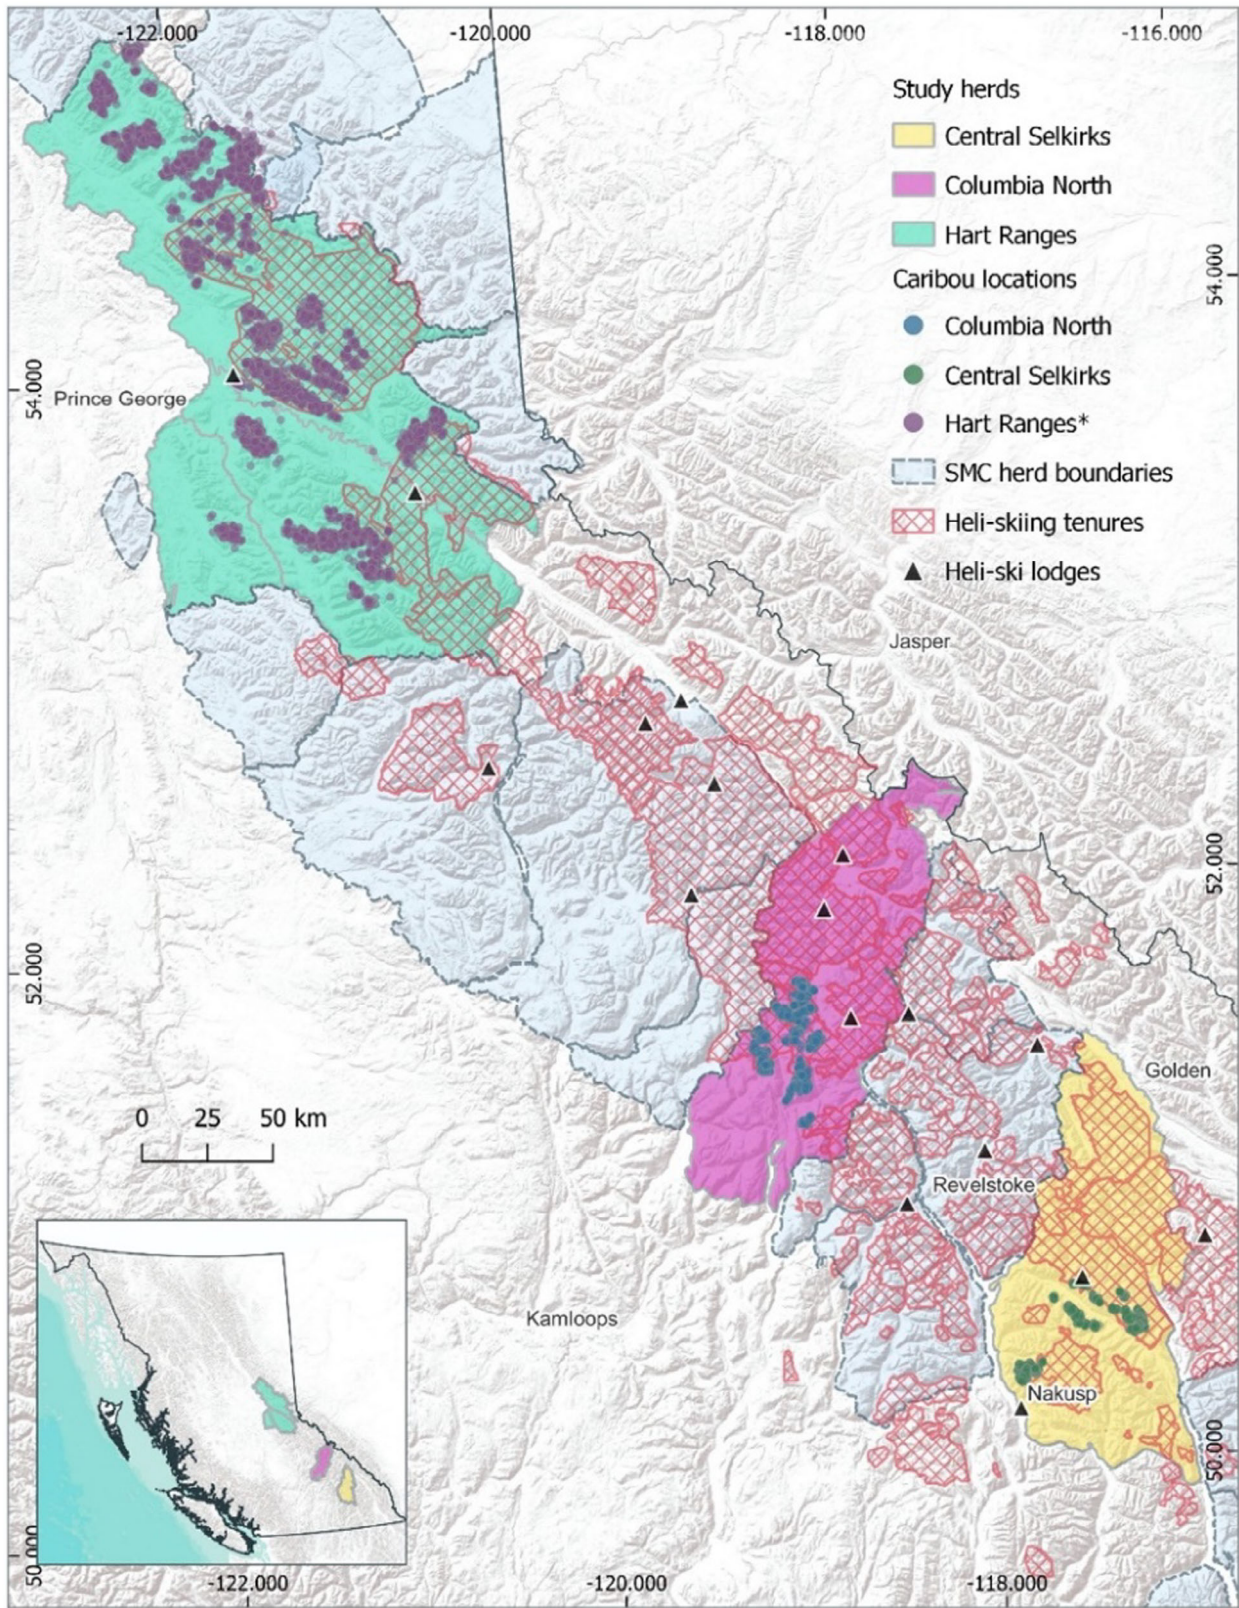 -122.000
-120.000
-118.000
-116.000
Study herds
Central Selkirks
Columbia North
Hart Ranges
Caribou locations
Columbia North
Central Selkirks
Hart Ranges*
SMC herd boundaries
Heli-skiing tenures
Heli-ski lodges
54.000
54.000
Prince George
Jasper
52.000
52.000
Golden
0 25 50 km
Revelstoke
Kamloops
Nakusp
50.000
50.000
-122.000
-120.000
-118.000